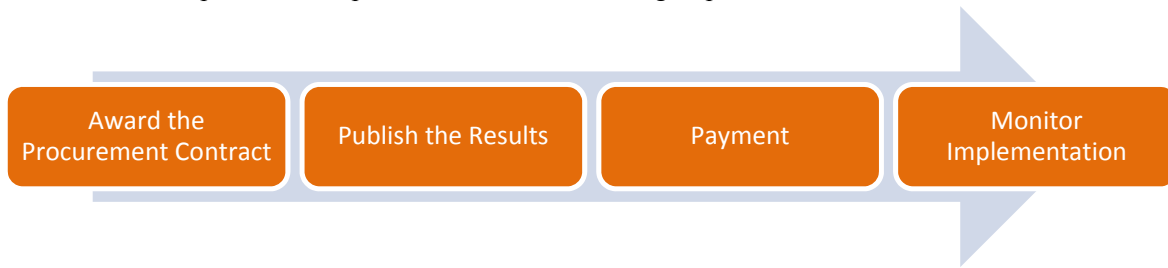 Award the
Procurement Contract
Publish the Results
Payment
Monitor
Implementation